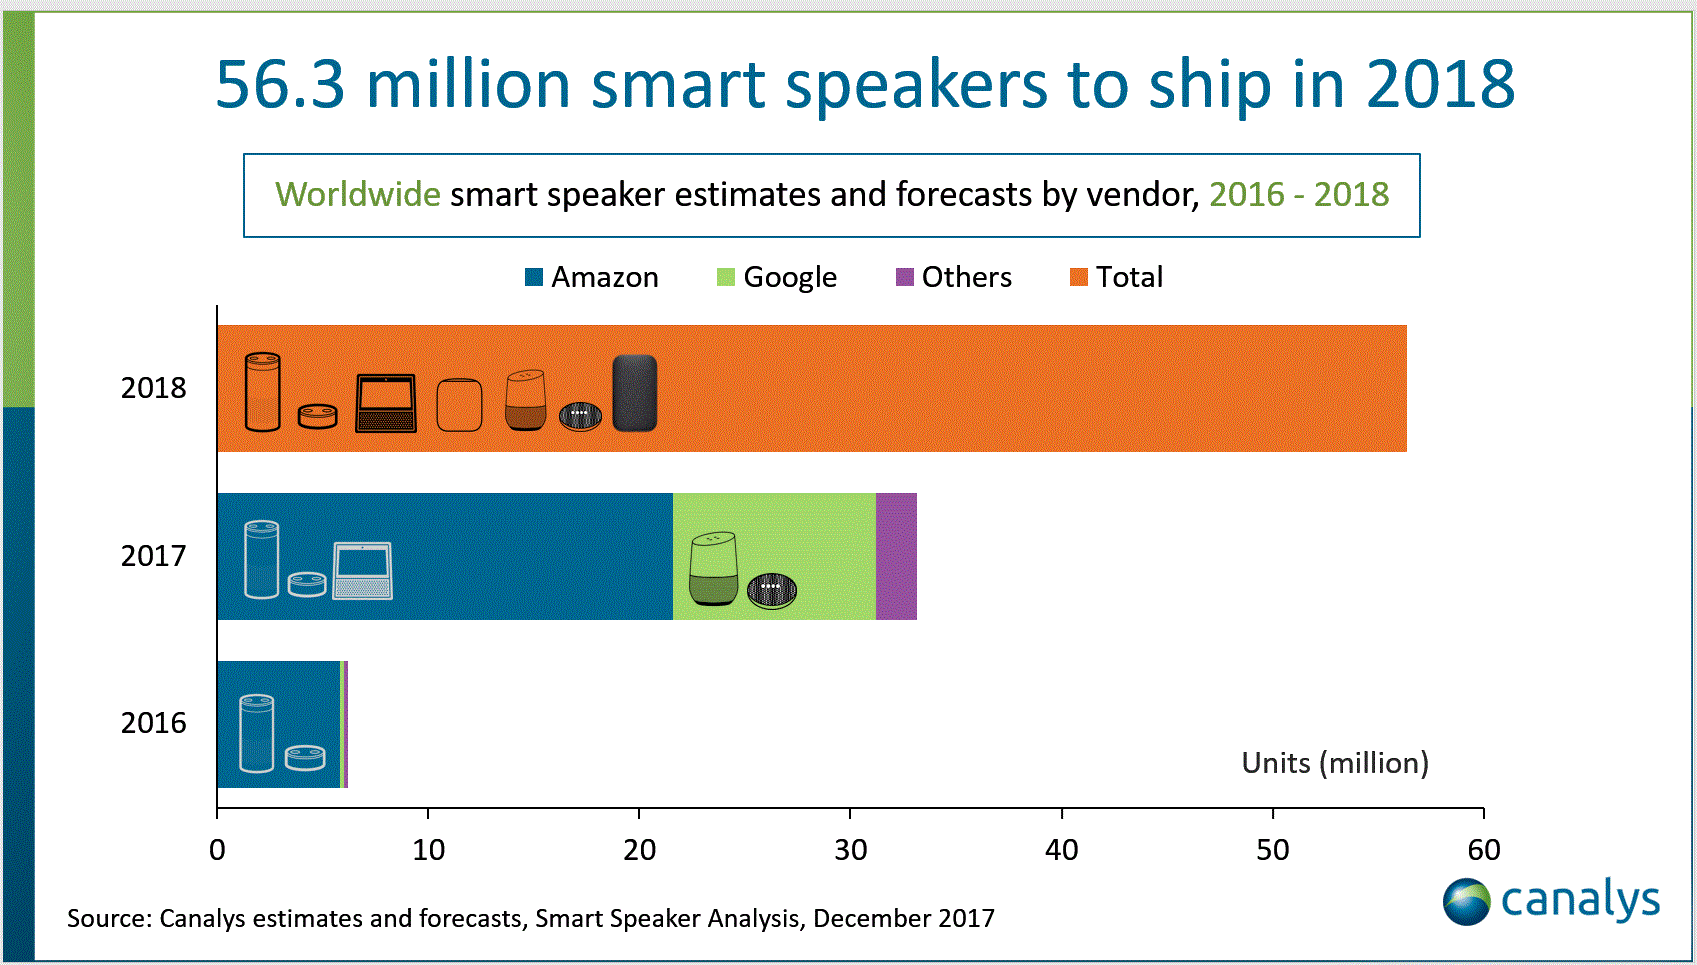 56.3 million smart speakers to ship in 2018
Worldwide smart speaker estimates and forecasts by vendor, 2016 - 2018
Amazon Google Others Total
2018
2017
2016
Units (million)
0 10 20 30 40 50 60
Source: Canalys estimates and forecasts, Smart Speaker Analysis, December 2017
canalys